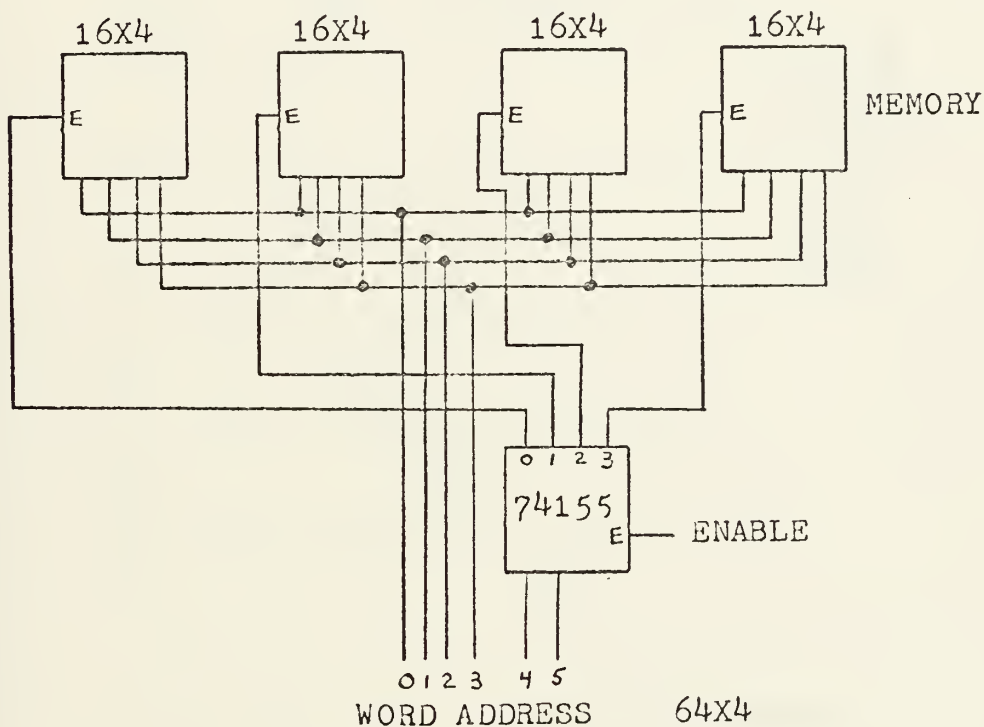 16X4 16X4 16X4 16X4
E E E E MEMORY
0 1 2 3
74155
E ENABLE
0 1 2 3 4 5
WORD ADDRESS 64X4